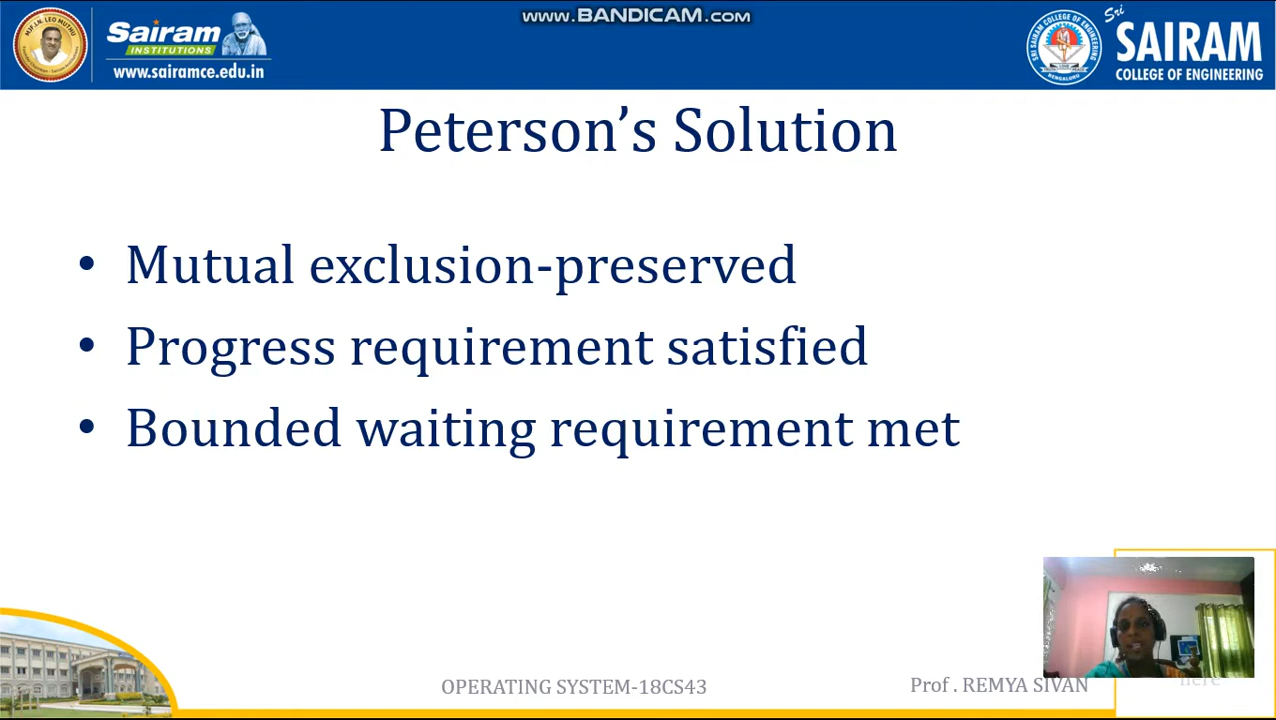 www.BANDICAM.com
Sairam
INSTITUTIONS
www.sairamce.edu.in
Sri
SAIRAM
COLLEGE OF ENGINEERING
Peterson’s Solution
• Mutual exclusion-preserved
• Progress requirement satisfied
• Bounded waiting requirement met
OPERATING SYSTEM-18CS43
Prof . REMYA SIVAN
here